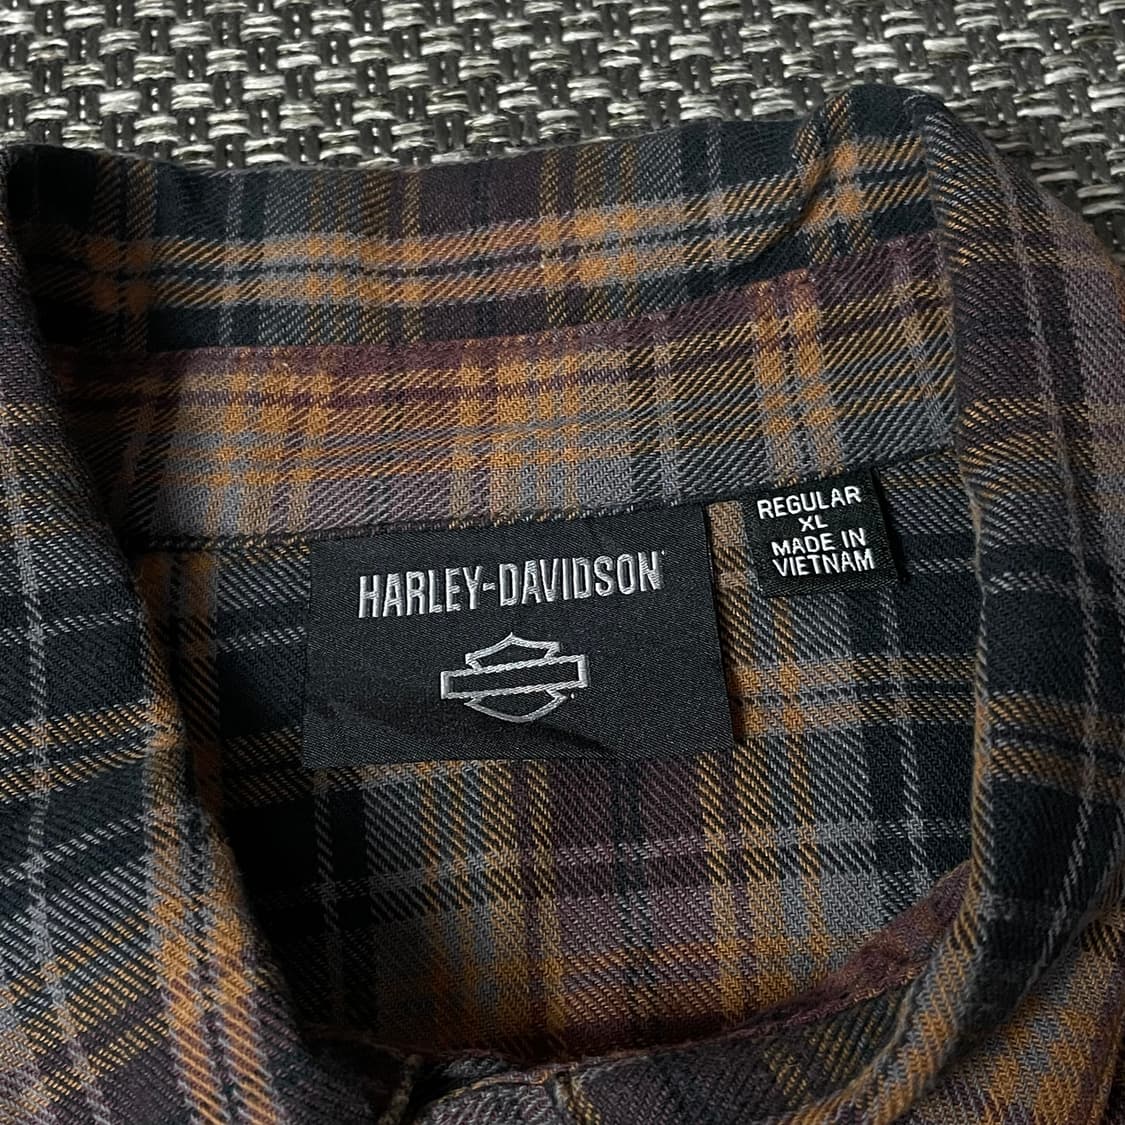 HARLEY-DAVIDSON
REGULAR
XL
MADE IN
VIETNAM